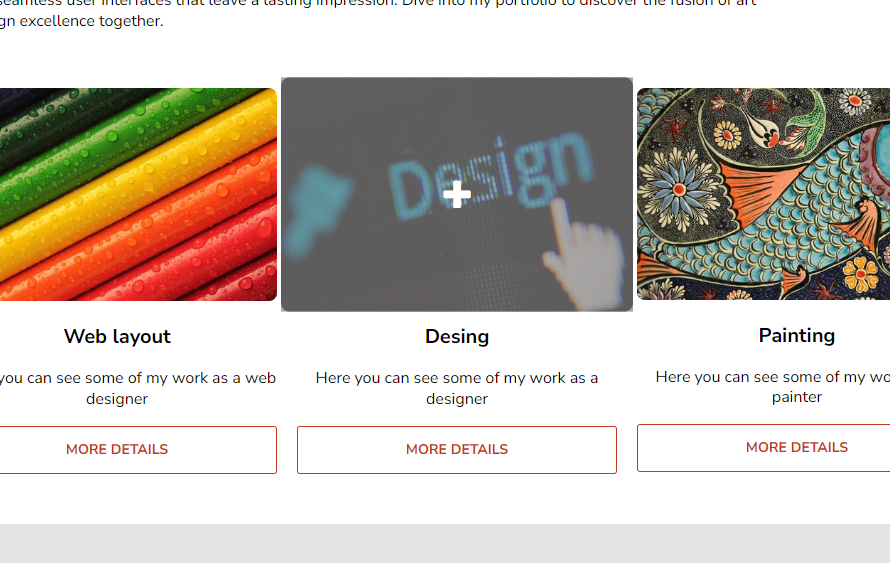 seamless user interfaces that leave a lasting impression. Dive into my portfolio to discover the fusion of art
gn excellence together.
Design
Web layout
Desing
Painting
you can see some of my work as a web
designer
Here you can see some of my work as a
designer
Here you can see some of my wo
painter
MORE DETAILS
MORE DETAILS
MORE DETAILS